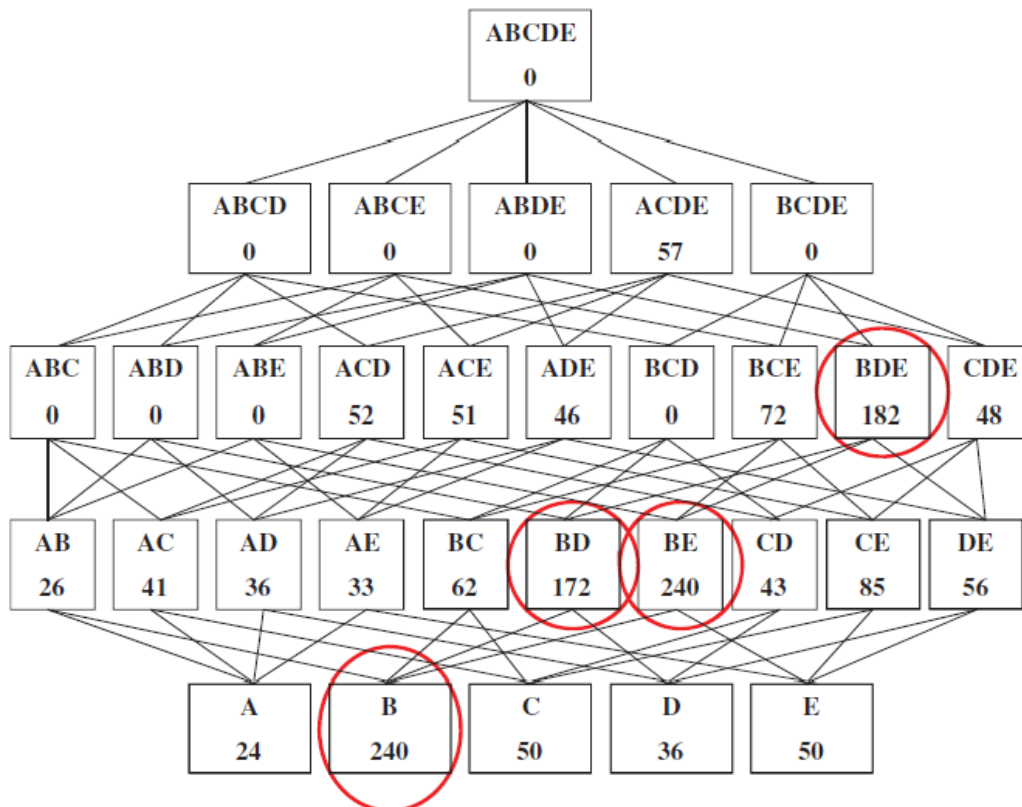 ABCDE
0
ABCD ABCE ABDE ACDE BCDE
0 0 0 57 0
ABC ABD ABE ACD ACE ADE BCD BCE BDE CDE
0 0 0 52 51 46 0 72 182 48
AB AC AD AE BC BD BE CD CE DE
26 41 36 33 62 172 240 43 85 56
A B C D E
24 240 50 36 50